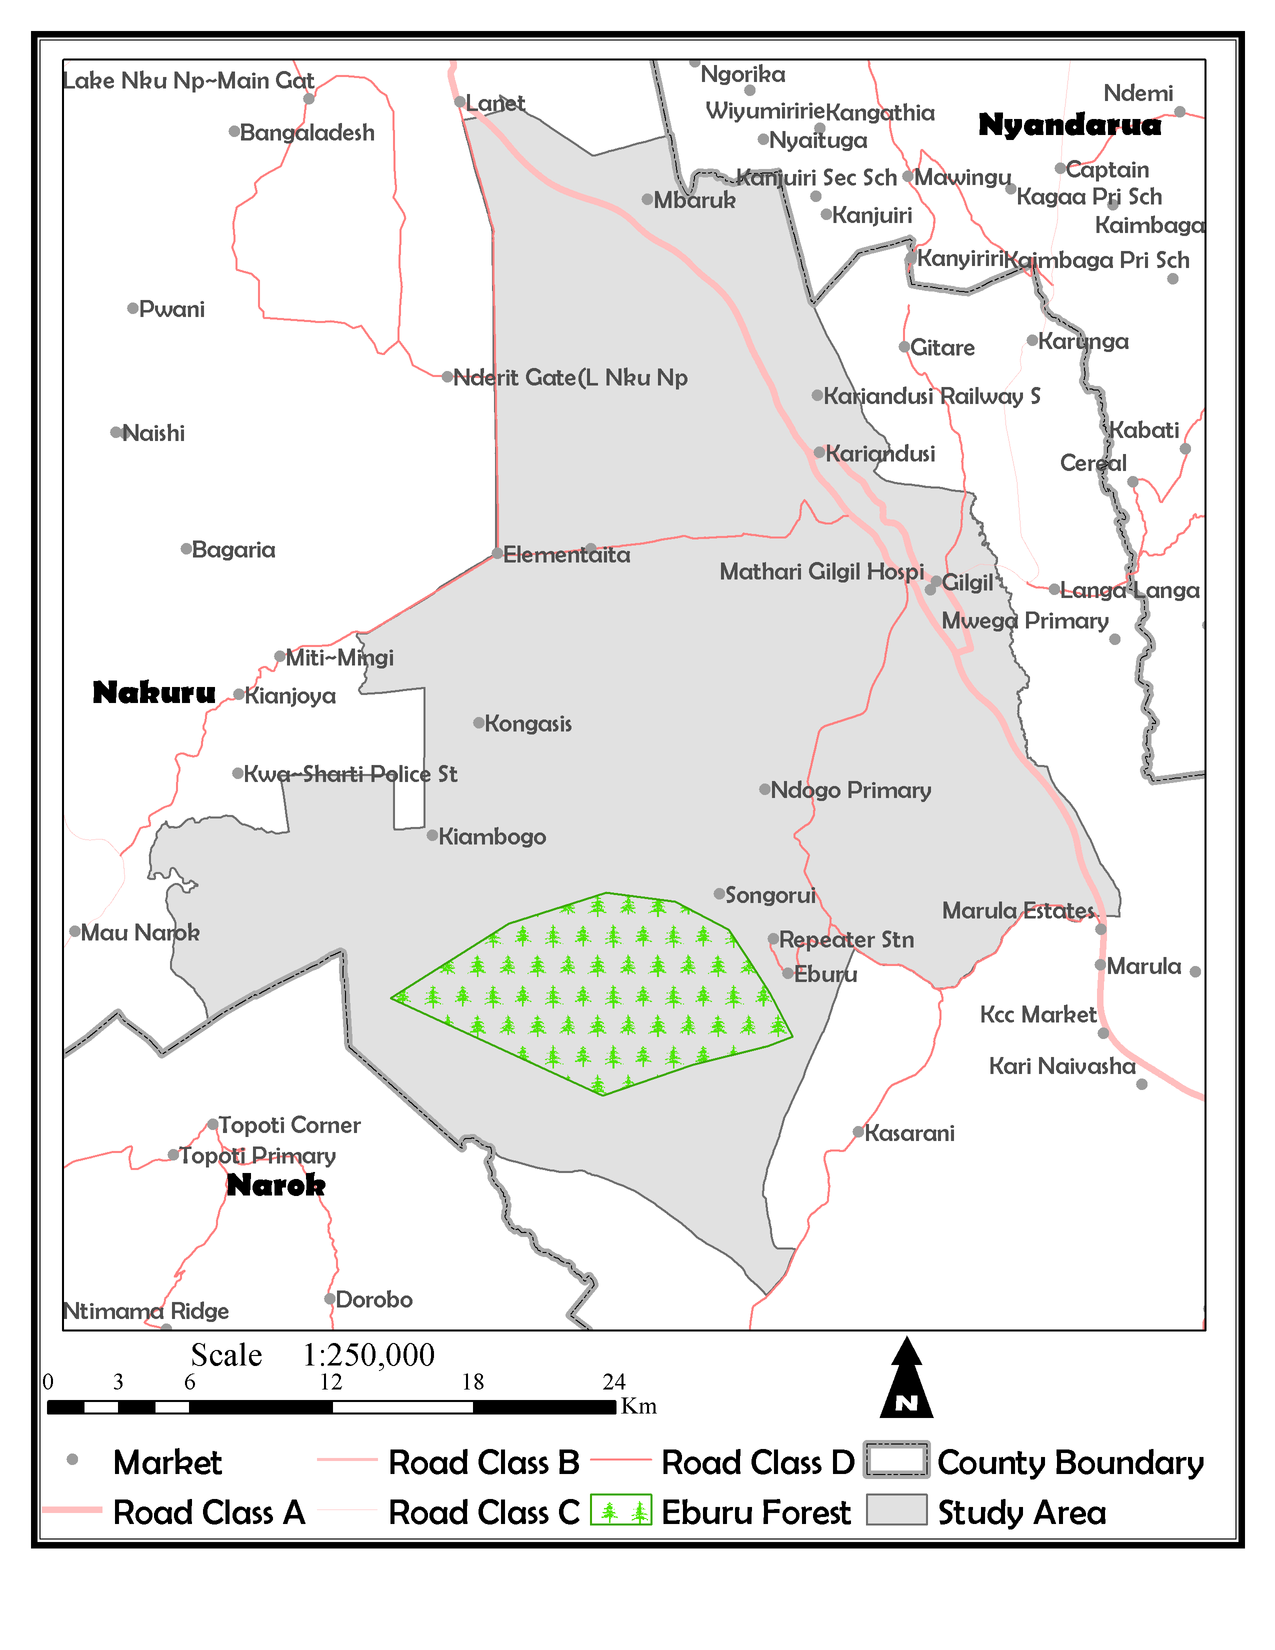 Ngorika
Lake Nku Np~Main Gat
Ndemi
Lanet
Wiyumiririe
Kangathia
Nyandarua
Bangaladesh
Nyaituga
Captain
Kanjuiri Sec Sch
Mawingu
Kagaa Pri Sch
Mbaruk
Kanjuiri
Kaimbaga
Kanyiriri
Kaimbaga Pri Sch
Pwani
Karunga
Gitare
Nderit Gate(L Nku Np
Kariandusi Railway S
Naishi
Kabati
Kariandusi
Cereal
Bagaria
Elementaita
Mathari Gilgil Hospi
Gilgil
Langa Langa
Mwega Primary
Miti~Mingi
Nakuru
Kianjoya
Kongasis
Kwa~Sharti Police St
Ndogo Primary
Kiambogo
Songorui
Marula Estates
Mau Narok
Repeater Stn
Marula
Eburu
Kcc Market
Kari Naivasha
Topoti Corner
Kasarani
Topoti Primary
Narok
Dorobo
Ntimama Ridge
Scale 1:250,000
0 3 6 12 18 24
Km
N
Market
Road Class B
Road Class D
County Boundary
Road Class A
Road Class C
Eburu Forest
Study Area